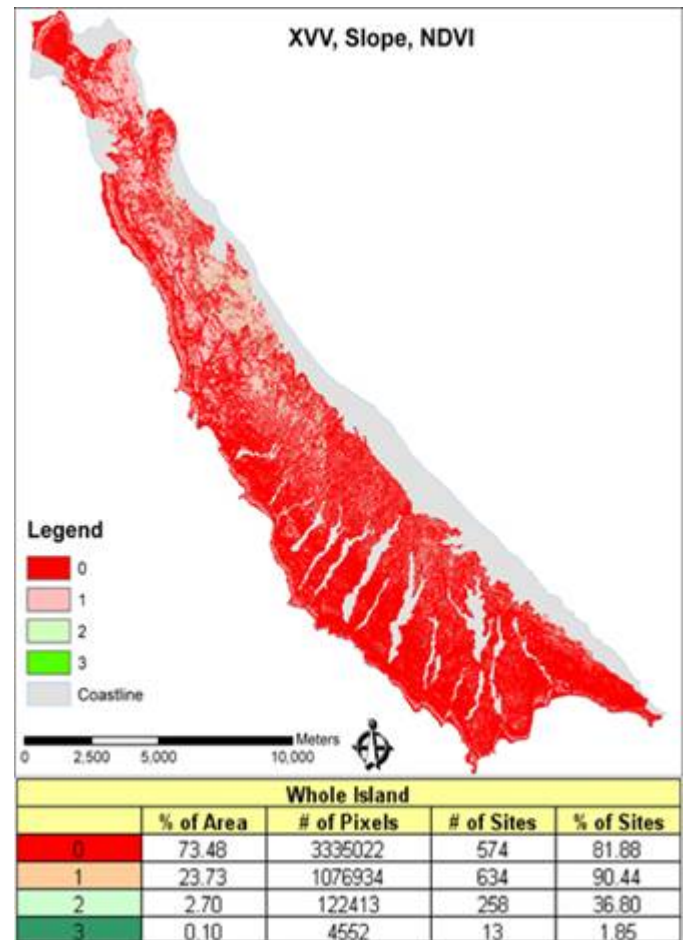 XVV, Slope, NDVI
Legend
0
1
2
3
Coastline
Meters
0 2,500 5,000 10,000
Whole Island
% of Area # of Pixels # of Sites % of Sites
0 73.48 3335022 574 81.88
1 23.73 1076934 634 90.44
2 2.70 122413 258 36.80
3 0.10 4552 13 1.85